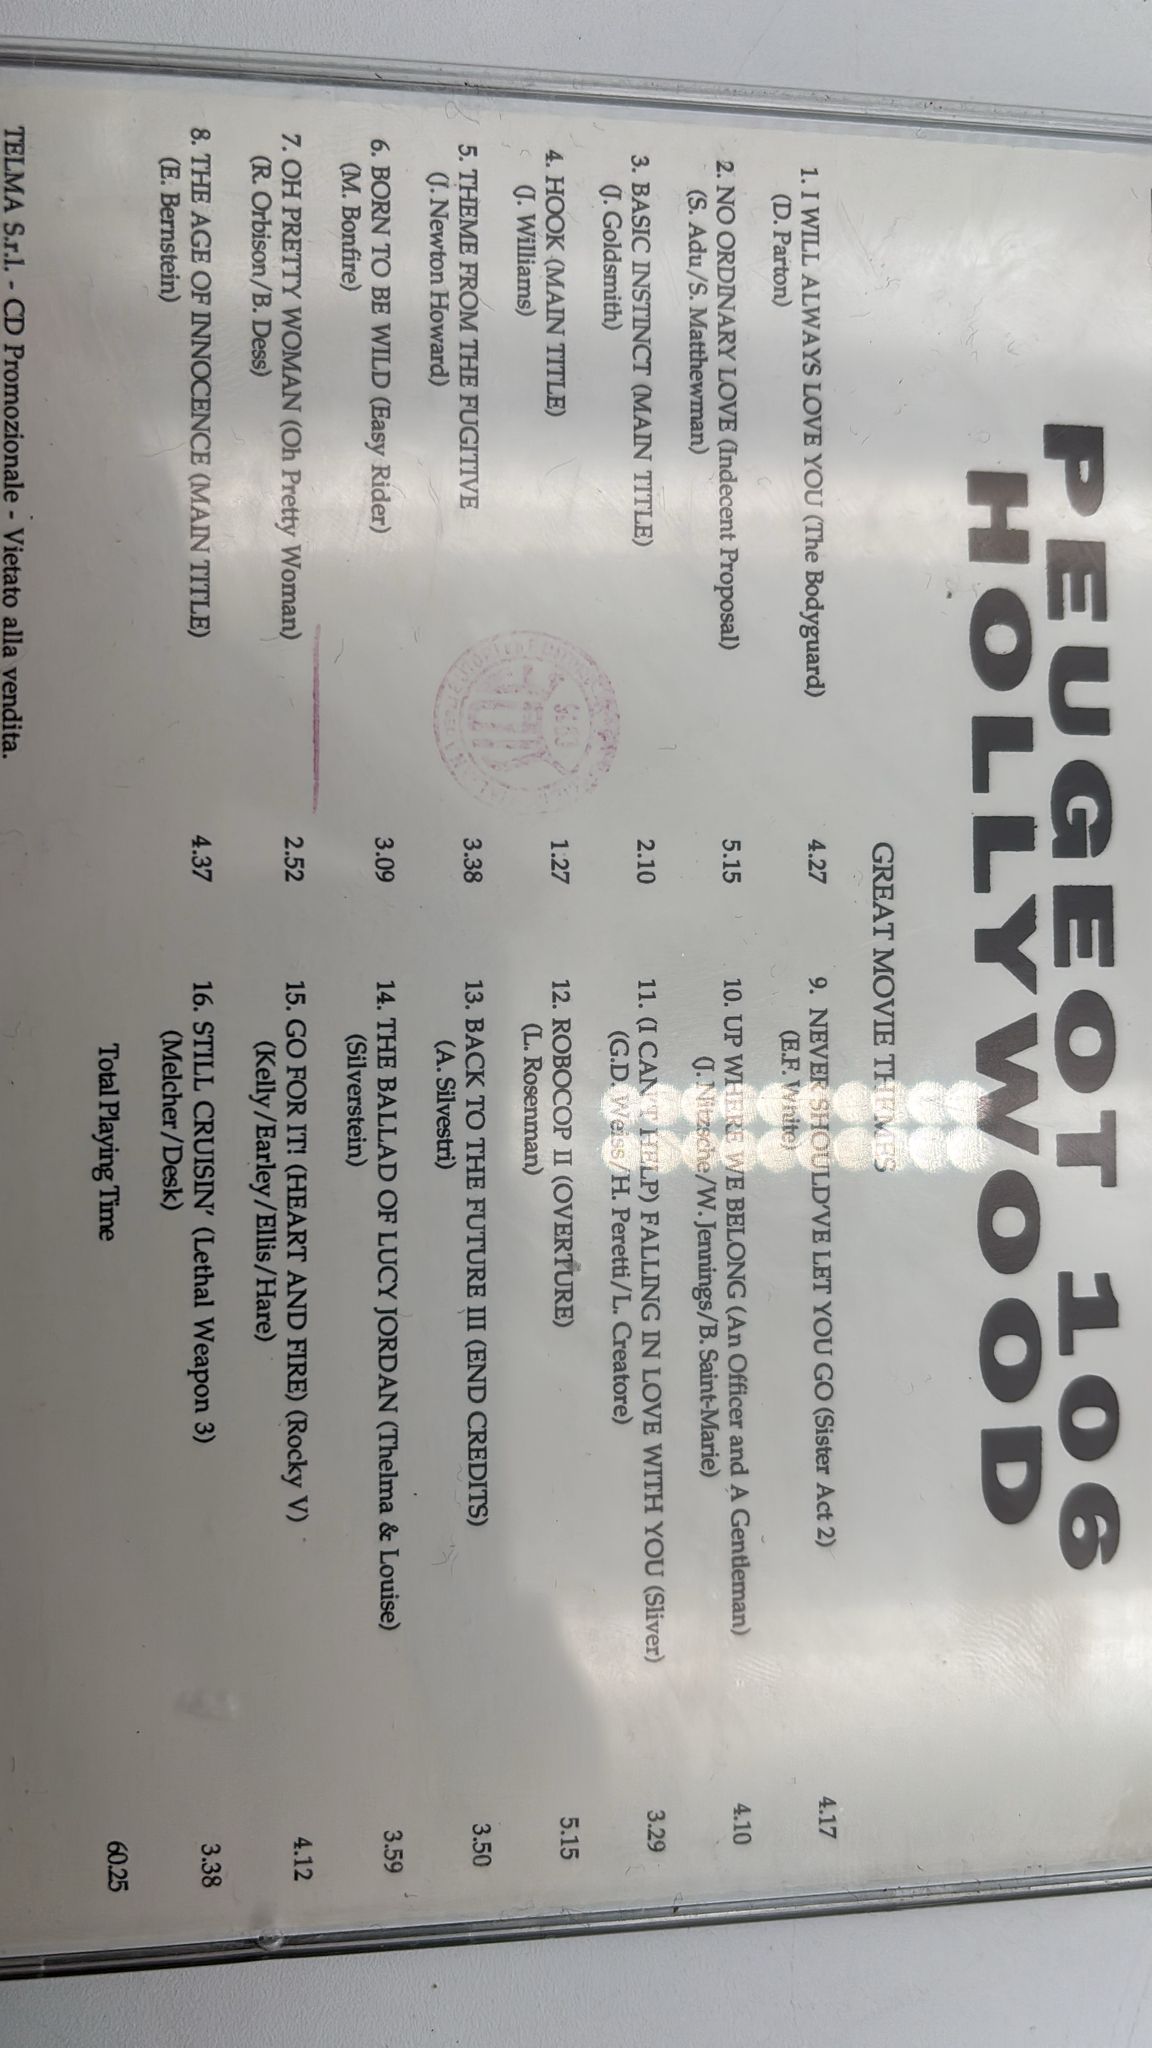 PEUGEOT 106
HOLLYWOOD
GREAT MOVIE THEMES
1. I WILL ALWAYS LOVE YOU (The Bodyguard) 4.27
(D. Parton)
2. NO ORDINARY LOVE (Indecent Proposal) 5.15
(S. Adu/S. Matthewman)
3. BASIC INSTINCT (MAIN TITLE) 2.10
(J. Goldsmith)
4. HOOK (MAIN TITLE) 1.27
(J. Williams)
5. THEME FROM THE FUGITIVE 3.38
(J. Newton Howard)
6. BORN TO BE WILD (Easy Rider) 3.09
(M. Bonfire)
7. OH PRETTY WOMAN (Oh Pretty Woman) 2.52
(R. Orbison/B. Dess)
8. THE AGE OF INNOCENCE (MAIN TITLE) 4.37
(E. Bernstein)
9. NEVER SHOULD'VE LET YOU GO (Sister Act 2) 4.17
(E.F. White)
10. UP WHERE WE BELONG (An Officer and A Gentleman) 4.10
(J. Nitzsche/W. Jennings/B. Saint-Marie)
11. (I CAN'T HELP) FALLING IN LOVE WITH YOU (Sliver) 3.29
(G.D. Weiss/H. Peretti/L. Creatore)
12. ROBOCOP II (OVERTURE) 5.15
(L. Rosenman)
13. BACK TO THE FUTURE III (END CREDITS) 3.50
(A. Silvestri)
14. THE BALLAD OF LUCY JORDAN (Thelma & Louise) 3.59
(Silverstein)
15. GO FOR IT! (HEART AND FIRE) (Rocky V) 4.12
(Kelly/Earley/Ellis/Hare)
16. STILL CRUISIN' (Lethal Weapon 3) 3.38
(Melcher/Desk)
Total Playing Time 60.25
TELMA S.r.l. - CD Promozionale - Vietato alla vendita.